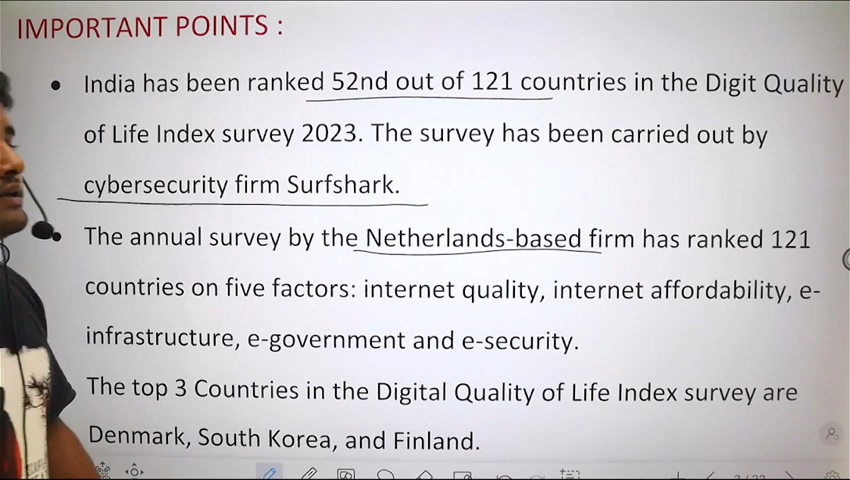 IMPORTANT POINTS :
• India has been ranked 52nd out of 121 countries in the Digit Quality
of Life Index survey 2023. The survey has been carried out by
cybersecurity firm Surfshark.
• The annual survey by the Netherlands-based firm has ranked 121
countries on five factors: internet quality, internet affordability, e-
infrastructure, e-government and e-security.
The top 3 Countries in the Digital Quality of Life Index survey are
Denmark, South Korea, and Finland.